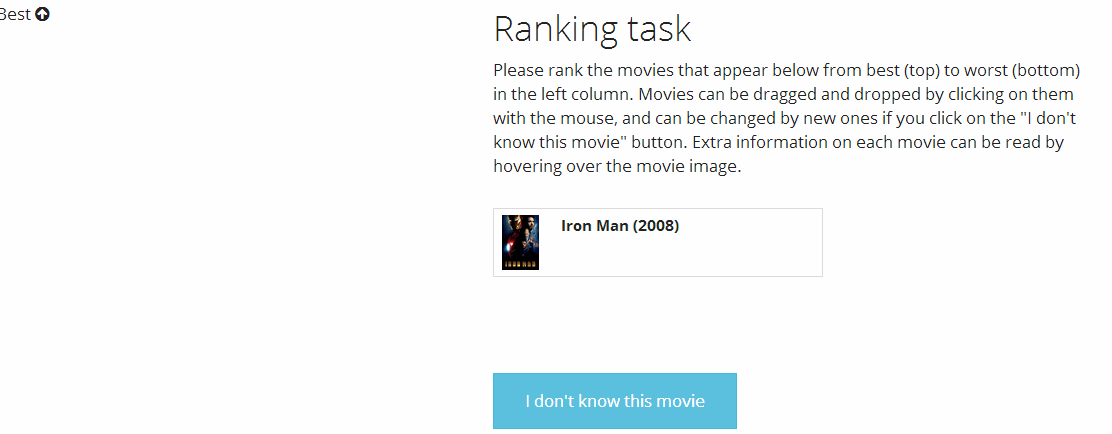 Best
Ranking task
Please rank the movies that appear below from best (top) to worst (bottom)
in the left column. Movies can be dragged and dropped by clicking on them
with the mouse, and can be changed by new ones if you click on the "I don't
know this movie" button. Extra information on each movie can be read by
hovering over the movie image.
Iron Man (2008)
IRON MAN
I don't know this movie